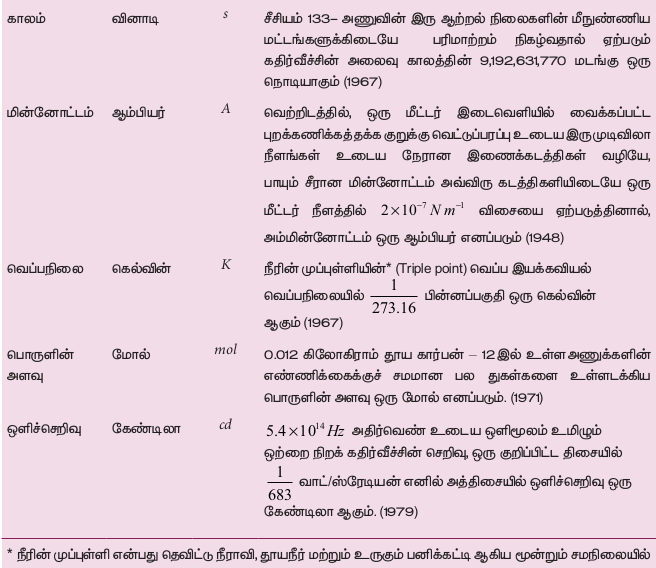 காலம் வினாடி s சீசியம் 133– அணுவின் இரு ஆற்றல் நிலைகளின் மீநுண்ணிய
மட்டங்களுக்கிடையே பரிமாற்றம் நிகழ்வதால் ஏற்படும்
கதிர்வீச்சின் அலைவு காலத்தின் 9,192,631,770 மடங்கு ஒரு
நொடியாகும் (1967)
மின்னோட்டம் ஆம்பியர் A வெற்றிடத்தில், ஒரு மீட்டர் இடைவெளியில் வைக்கப்பட்ட
புறக்கணிக்கத்தக்க குறுக்கு வெட்டுப்பரப்பு உடைய இரு முடிவிலா
நீளங்கள் உடைய நேரான இணைக்கடத்திகள் வழியே,
பாயும் சீரான மின்னோட்டம் அவ்விரு கடத்திகளியிடையே ஒரு
மீட்டர் நீளத்தில் 2×10⁻⁷ N m⁻¹ விசையை ஏற்படுத்தினால்,
அம்மின்னோட்டம் ஒரு ஆம்பியர் எனப்படும் (1948)
வெப்பநிலை கெல்வின் K நீரின் முப்புள்ளியின்* (Triple point) வெப்ப இயக்கவியல்
வெப்பநிலையில் 1/273.16 பின்னப்பகுதி ஒரு கெல்வின்
ஆகும் (1967)
பொருளின் மோல் mol 0.012 கிலோகிராம் தூய கார்பன் – 12 இல் உள்ள அணுக்களின்
அளவு எண்ணிக்கைக்குச் சமமான பல துகள்களை உள்ளடக்கிய
பொருளின் அளவு ஒரு மோல் எனப்படும். (1971)
ஒளிச்செறிவு கேண்டிலா cd 5.4×10¹⁴ Hz அதிர்வெண் உடைய ஒளிமூலம் உமிழும்
ஒற்றை நிறக் கதிர்வீச்சின் செறிவு, ஒரு குறிப்பிட்ட திசையில்
1/683 வாட்/ஸ்ரேடியன் எனில் அத்திசையில் ஒளிச்செறிவு ஒரு
கேண்டிலா ஆகும். (1979)
* நீரின் முப்புள்ளி என்பது தெவிட்டு நீராவி, தூயநீர் மற்றும் உருகும் பனிக்கட்டி ஆகிய மூன்றும் சமநிலையில்